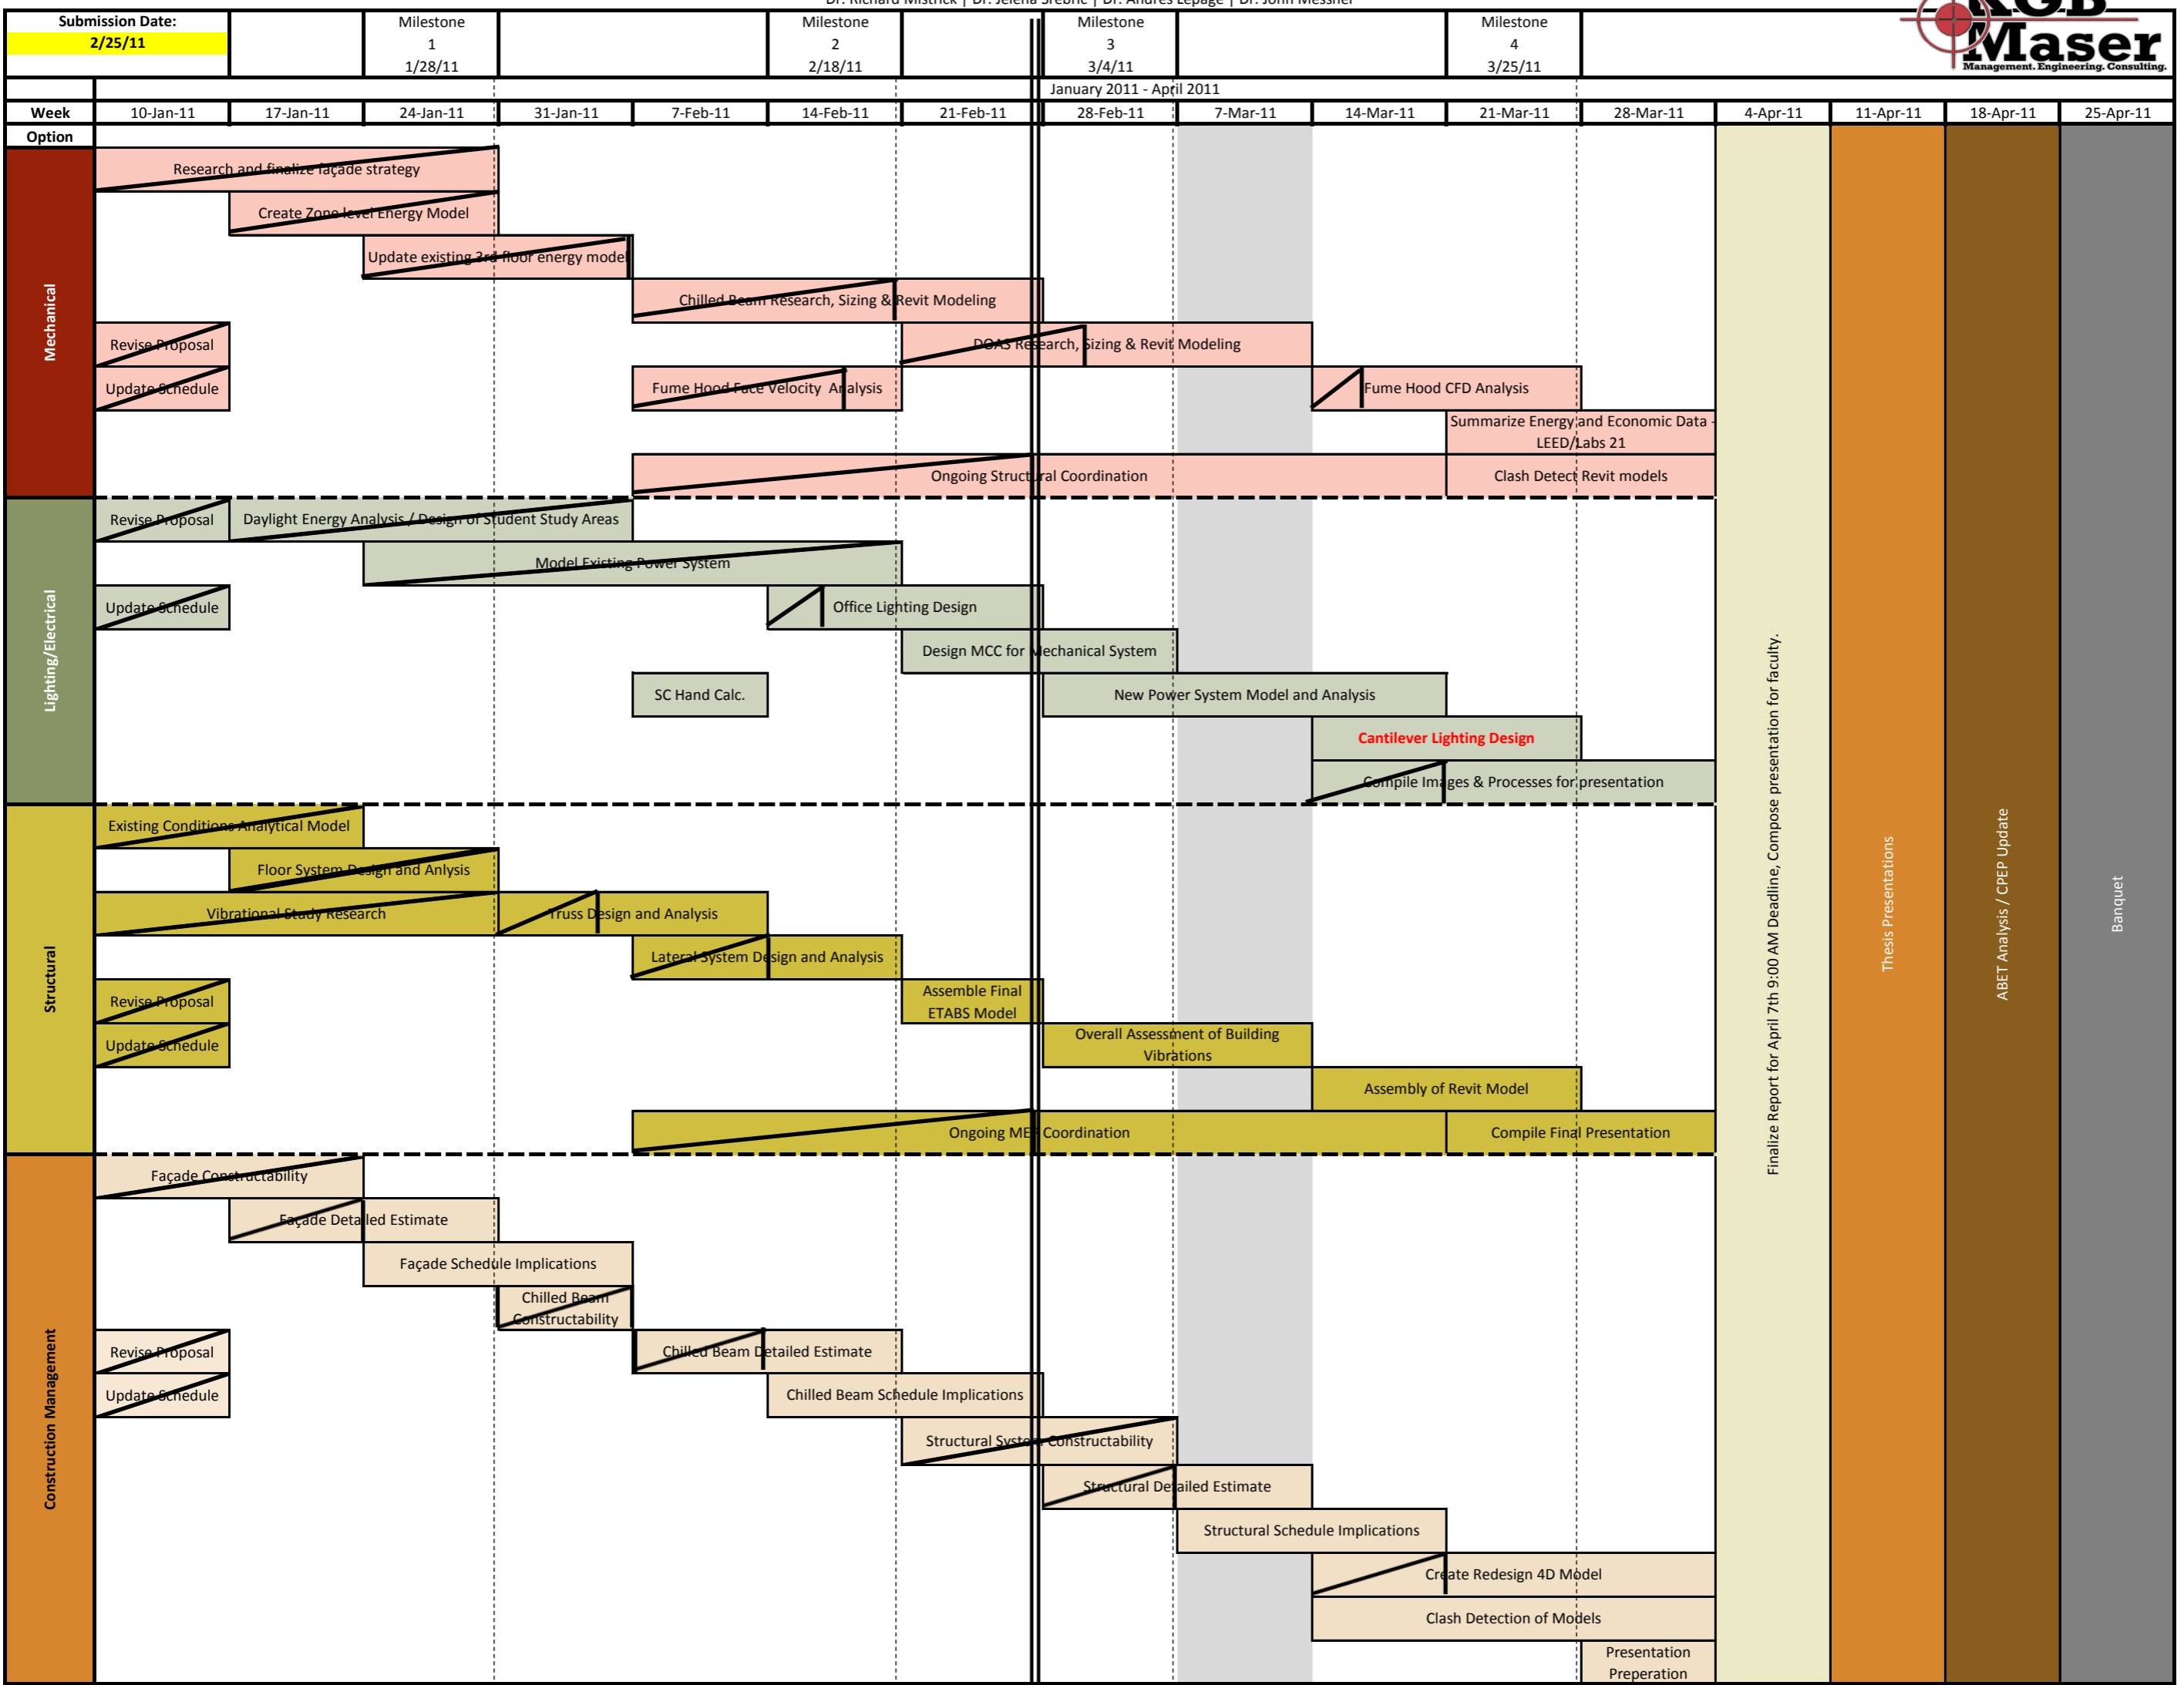 Dr. Richard Mistrick | Dr. Jelena Srebric | Dr. Andres Lepage | Dr. John Messner
KGB
Maser
Management. Engineering. Consulting.
Submission Date:
2/25/11
Milestone
1
1/28/11
Milestone
2
2/18/11
Milestone
3
3/4/11
Milestone
4
3/25/11
January 2011 - April 2011
Week 10-Jan-11 17-Jan-11 24-Jan-11 31-Jan-11 7-Feb-11 14-Feb-11 21-Feb-11 28-Feb-11 7-Mar-11 14-Mar-11 21-Mar-11 28-Mar-11 4-Apr-11 11-Apr-11 18-Apr-11 25-Apr-11
Option
Mechanical
Research and finalize façade strategy
Create Zone level Energy Model
Update existing 3rd floor energy model
Chilled Beam Research, Sizing & Revit Modeling
Revise Proposal
DOAS Research, Sizing & Revit Modeling
Update Schedule
Fume Hood Face Velocity Analysis
Fume Hood CFD Analysis
Summarize Energy and Economic Data -
LEED/Labs 21
Ongoing Structural Coordination
Clash Detect Revit models
Lighting/Electrical
Revise Proposal
Daylight Energy Analysis / Design of Student Study Areas
Model Existing Power System
Update Schedule
Office Lighting Design
Design MCC for Mechanical System
SC Hand Calc.
New Power System Model and Analysis
Cantilever Lighting Design
Compile Images & Processes for presentation
Structural
Existing Conditions Analytical Model
Floor System Design and Anlysis
Vibrational Study Research
Truss Design and Analysis
Lateral System Design and Analysis
Revise Proposal
Assemble Final
ETABS Model
Update Schedule
Overall Assessment of Building
Vibrations
Assembly of Revit Model
Ongoing MEP Coordination
Compile Final Presentation
Construction Management
Façade Constructability
Façade Detailed Estimate
Façade Schedule Implications
Chilled Beam
Constructability
Revise Proposal
Chilled Beam Detailed Estimate
Update Schedule
Chilled Beam Schedule Implications
Structural System Constructability
Structural Detailed Estimate
Structural Schedule Implications
Create Redesign 4D Model
Clash Detection of Models
Presentation
Preperation
Finalize Report for April 7th 9:00 AM Deadline, Compose presentation for faculty.
Thesis Presentations
ABET Analysis / CPEP Update
Banquet